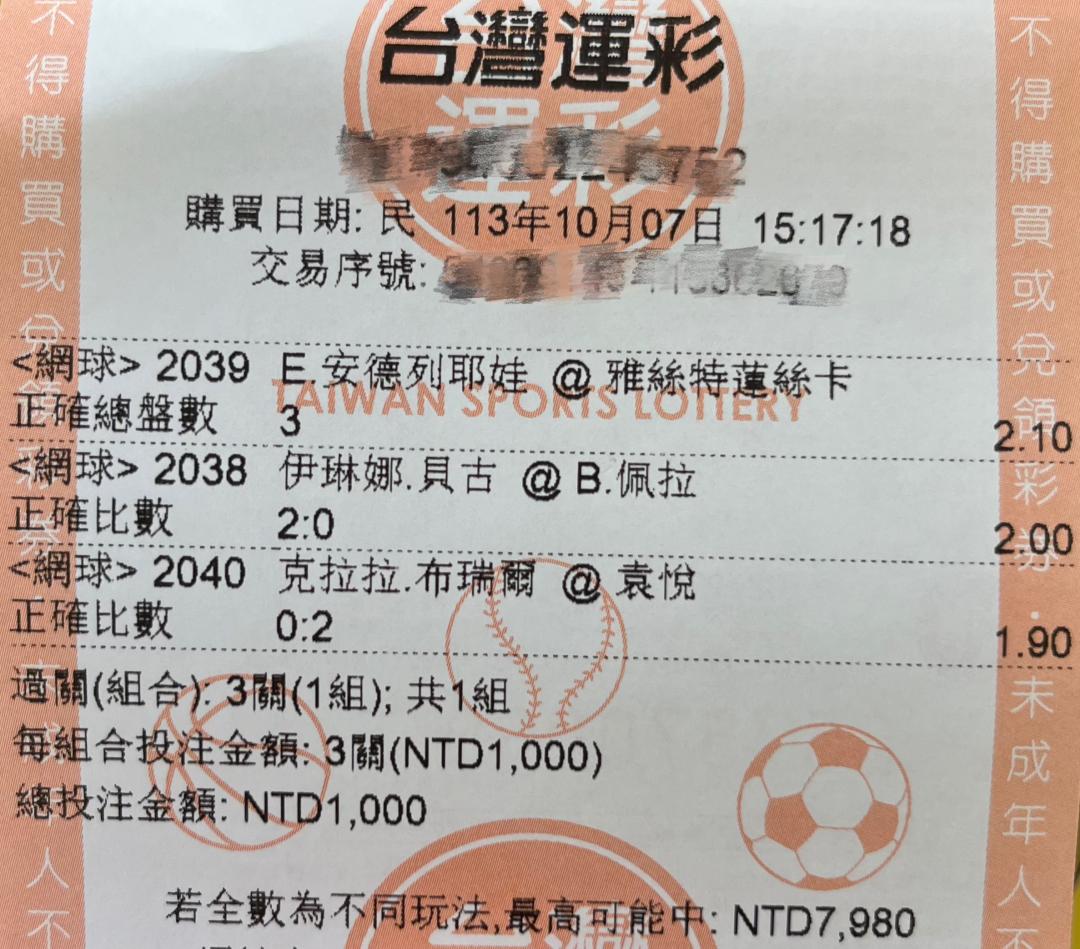 台灣運彩
購買日期: 民 113年10月07日 15:17:18
交易序號:
<網球> 2039 E.安德列耶娃 @ 雅絲特蓮絲卡
TAIWAN SPORTS LOTTERY
正確總盤數 3 2.10
<網球> 2038 伊琳娜.貝古 @ B.佩拉
正確比數 2:0 2.00
<網球> 2040 克拉拉.布瑞爾 @ 袁悅
正確比數 0:2 1.90
過關(組合): 3關(1組); 共1組
每組合投注金額: 3關(NTD1,000)
總投注金額: NTD1,000
若全數為不同玩法,最高可能中: NTD7,980
不得購買或兌領彩券
人不
不得購買或兌領彩券.未成年人不